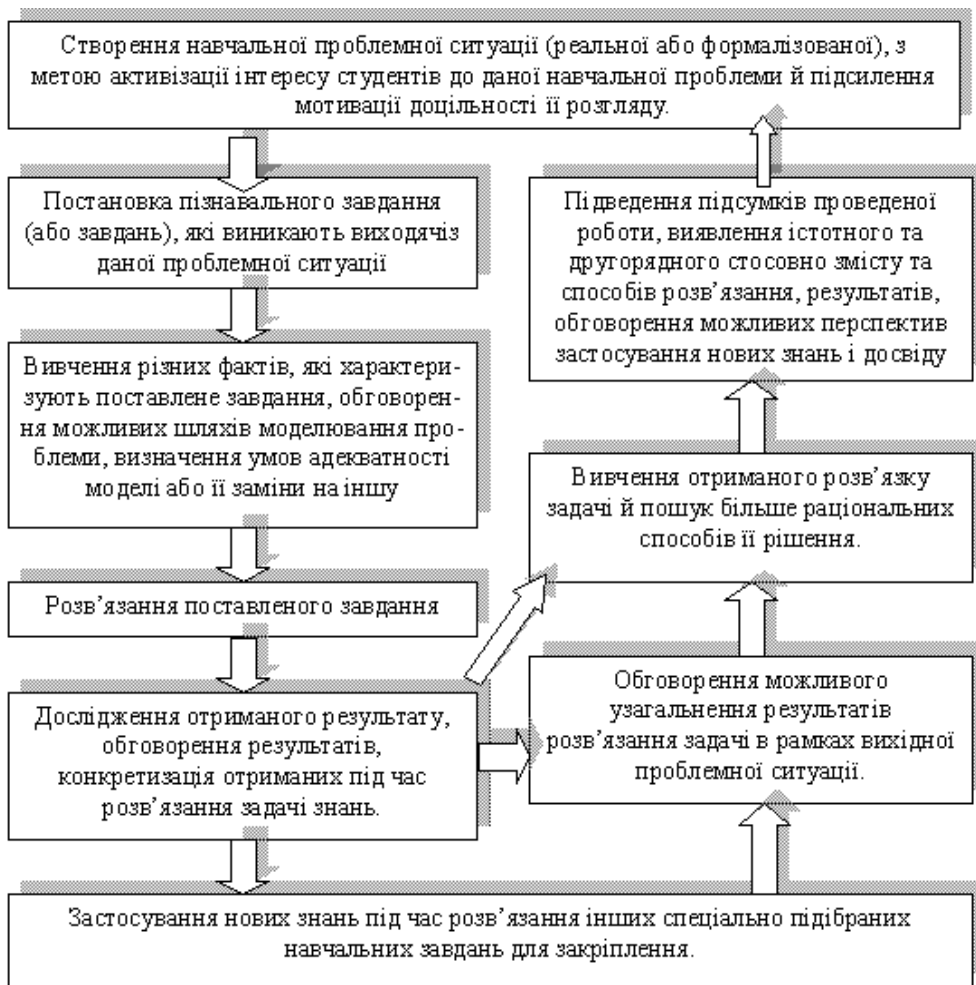 Створення навчальної проблемної ситуації (реальної або формалізованої), з
метою активізації інтересу студентів до даної навчальної проблеми й підсилення
мотивації доцільності її розгляду.
Постановка пізнавального завдання
(або завдань), які виникають виходячіз
даної проблемної ситуації
Вивчення різних фактів, які характери-
зують поставлене завдання, обговорен-
ня можливих шляхів моделювання про-
блеми, визначення умов адекватності
моделі або її заміни на іншу
Розв’язання поставленого завдання
Дослідження отриманого результату,
обговорення результатів,
конкретизація отриманих під час
розв’язання задачі знань.
Підведення підсумків проведеної
роботи, виявлення істотного та
другорядного стосовно змісту та
способів розв’язання, результатів,
обговорення можливих перспектив
застосування нових знань і досвіду
Вивчення отриманого розв’язку
задачі й пошук більше раціональних
способів її рішення.
Обговорення можливого
узагальнення результатів
розв’язання задачі в рамках вихідної
проблемної ситуації.
Застосування нових знань під час розв’язання інших спеціально підібраних
навчальних завдань для закріплення.